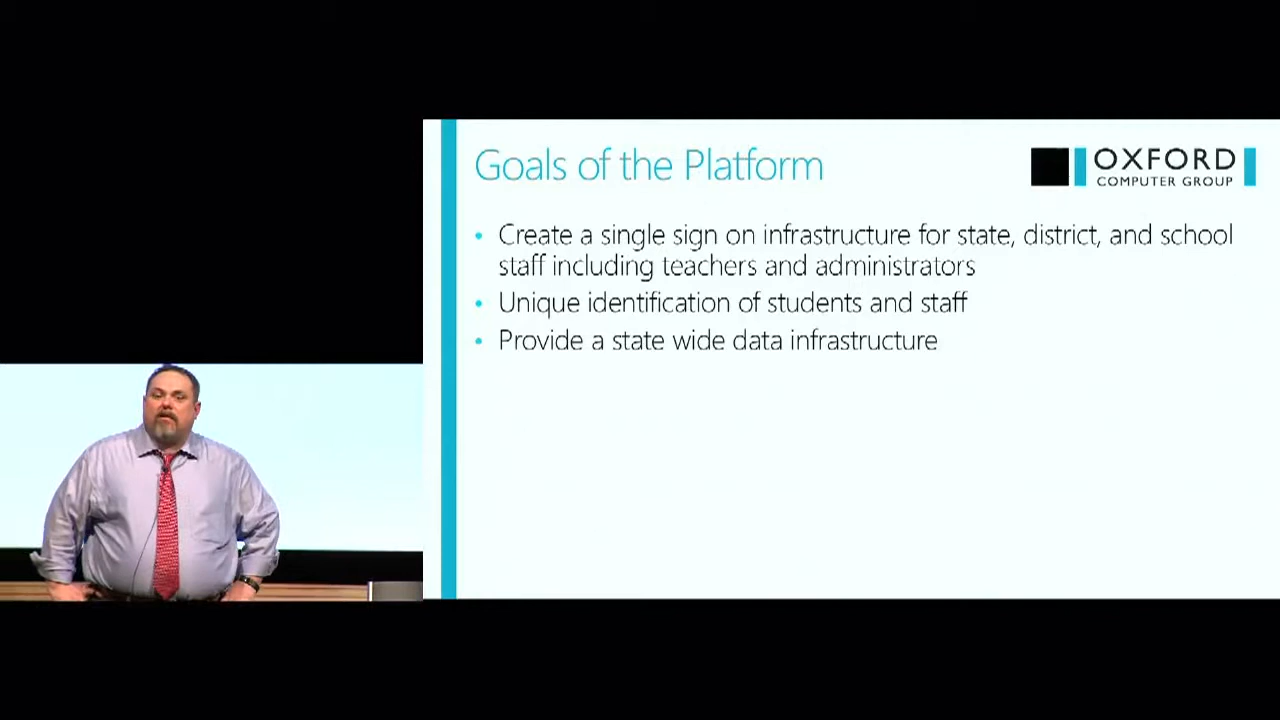 Goals of the Platform
OXFORD
COMPUTER GROUP
• Create a single sign on infrastructure for state, district, and school
staff including teachers and administrators
• Unique identification of students and staff
• Provide a state wide data infrastructure